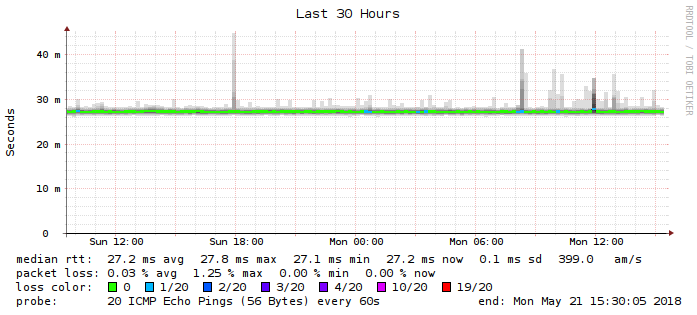 Last 30 Hours
RRDTOOL / TOBI OETIKER
Seconds
40 m
30 m
20 m
10 m
0
Sun 12:00 Sun 18:00 Mon 00:00 Mon 06:00 Mon 12:00
median rtt: 27.2 ms avg 27.8 ms max 27.1 ms min 27.2 ms now 0.1 ms sd 399.0 am/s
packet loss: 0.03 % avg 1.25 % max 0.00 % min 0.00 % now
loss color: 0 1/20 2/20 3/20 4/20 10/20 19/20
probe: 20 ICMP Echo Pings (56 Bytes) every 60s end: Mon May 21 15:30:05 2018